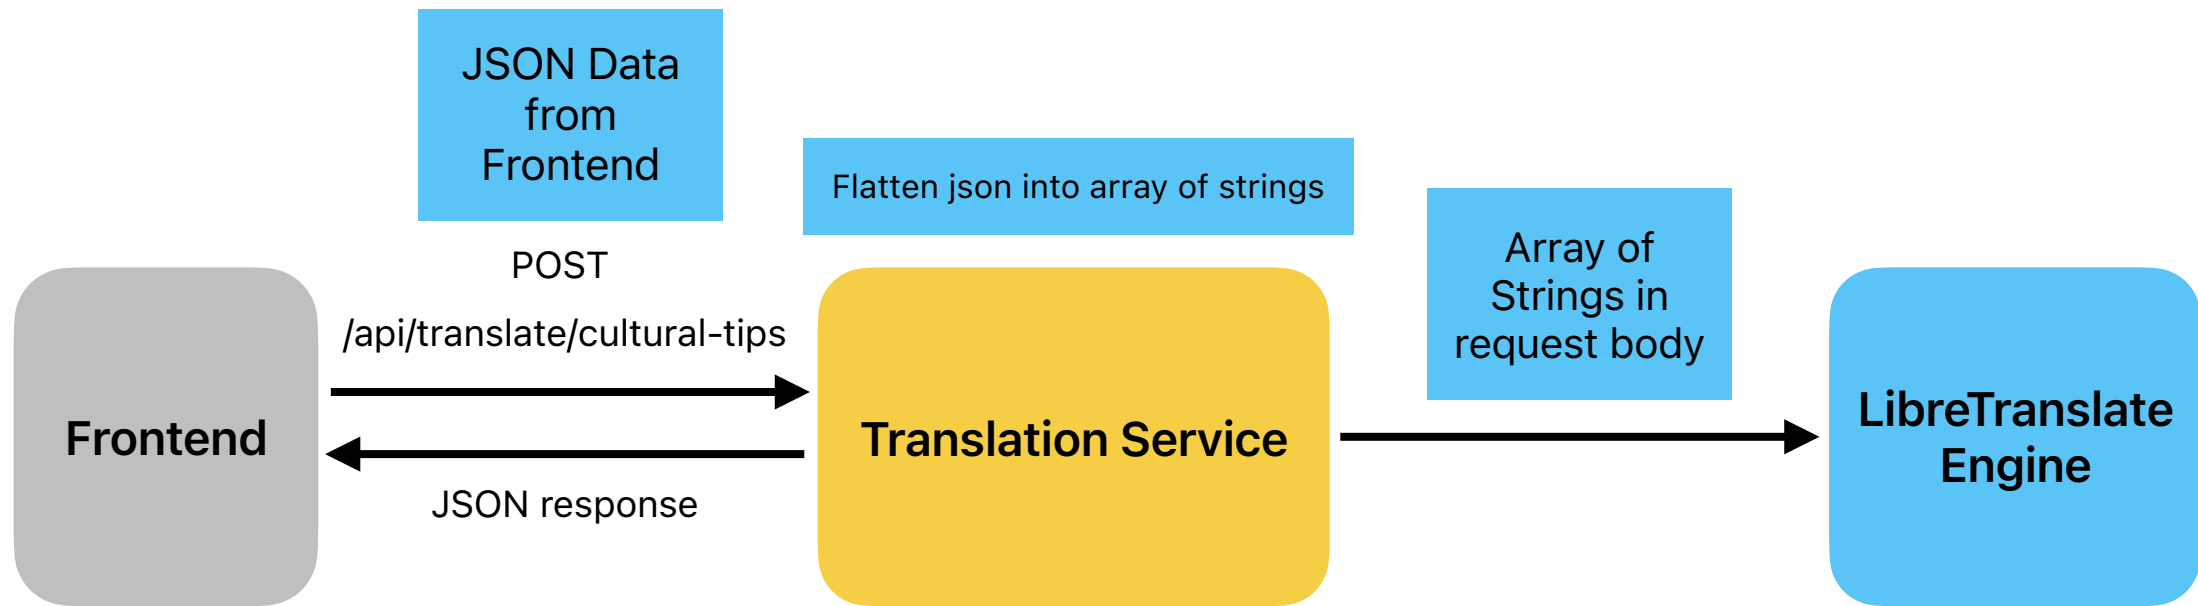 JSON Data
from
Frontend
POST
/api/translate/cultural-tips
Frontend
JSON response
Flatten json into array of strings
Translation Service
Array of
Strings in
request body
LibreTranslate
Engine